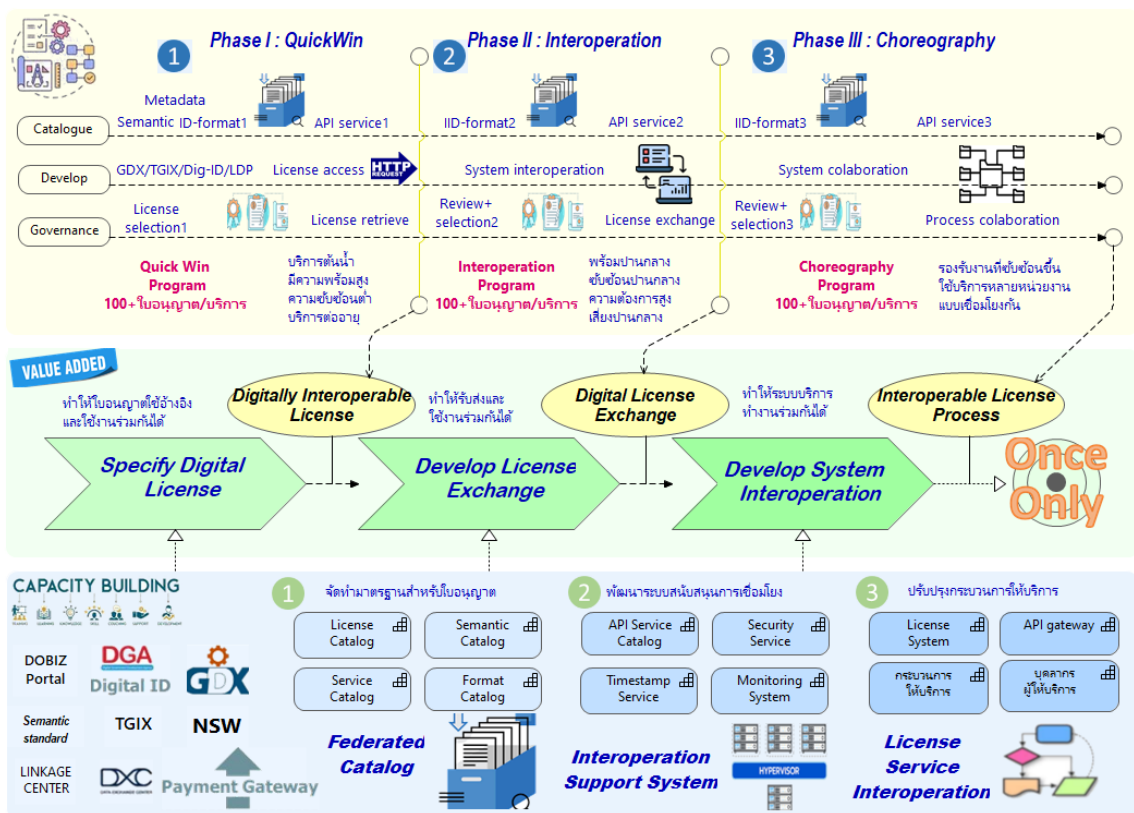 Phase I : QuickWin
Phase II : Interoperation
Phase III : Choreography
1
2
3
Metadata
Catalogue
Semantic ID-format1
API service1
IID-format2
API service2
IID-format3
API service3
Develop
GDX/TGIX/Dig-ID/LDP
License access
HTTP
REQUEST
System interoperation
System colaboration
Governance
License
selection1
License retrieve
Review+
selection2
License exchange
Review+
selection3
Process colaboration
Quick Win
Program
100+ใบอนุญาต/บริการ
บริการต้นน้ำ
มีความพร้อมสูง
ความซับซ้อนต่ำ
บริการต่ออายุ
Interoperation
Program
100+ใบอนุญาต/บริการ
พร้อมปานกลาง
ซับซ้อนปานกลาง
ความต้องการสูง
เสี่ยงปานกลาง
Choreography
Program
100+ใบอนุญาต/บริการ
รองรับงานที่ซับซ้อนขึ้น
ใช้บริการหลายหน่วยงาน
แบบเชื่อมโยงกัน
VALUE ADDED
ทำให้ใบอนุญาตใช้อ้างอิง
และใช้งานร่วมกันได้
Digitally Interoperable
License
ทำให้รับส่งและ
ใช้งานร่วมกันได้
Digital License
Exchange
ทำให้ระบบบริการ
ทำงานร่วมกันได้
Interoperable License
Process
Specify Digital
License
Develop License
Exchange
Develop System
Interoperation
Once
Only
CAPACITY BUILDING
1
จัดทำมาตรฐานสำหรับใบอนุญาต
2
พัฒนาระบบสนับสนุนการเชื่อมโยง
3
ปรับปรุงกระบวนการให้บริการ
License
Catalog
Semantic
Catalog
Service
Catalog
Format
Catalog
API Service
Catalog
Security
Service
Timestamp
Service
Monitoring
System
License
System
API gateway
กระบวนการ
ให้บริการ
บุคลากร
ผู้ให้บริการ
DOBIZ
Portal
DGA
Digital ID
GDX
Semantic
standard
TGIX
NSW
LINKAGE
CENTER
DXC
DATA EXCHANGE CENTER
Payment Gateway
Federated
Catalog
Interoperation
Support System
HYPERVISOR
License
Service
Interoperation